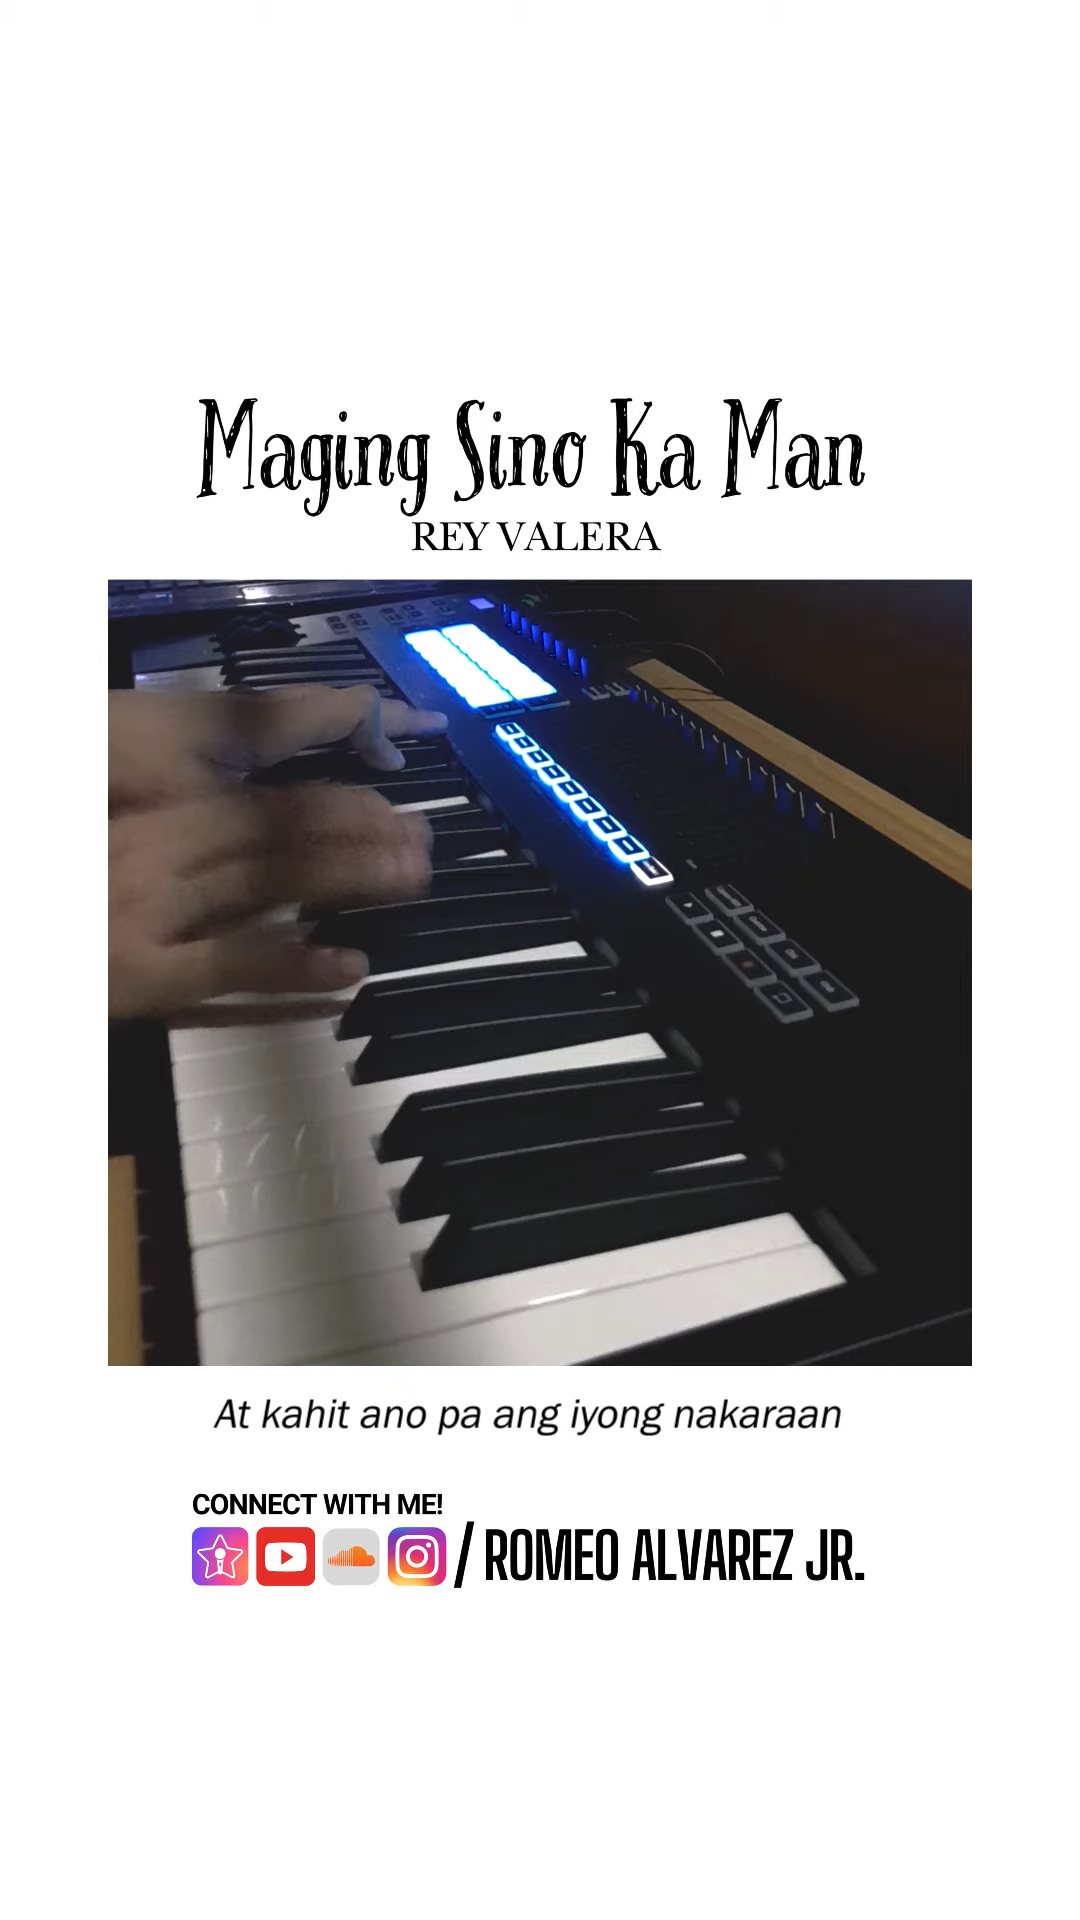 Maging Sino Ka Man
REY VALERA
At kahit ano pa ang iyong nakaraan
CONNECT WITH ME!
/ ROMEO ALVAREZ JR.